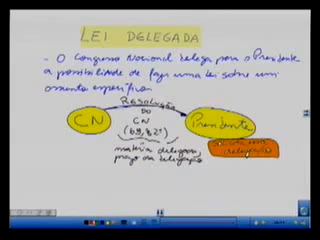 LEI DELEGADA
- O Congresso Nacional delega para o Presidente
a possibilidade de fazer uma lei sobre um
assunto específico
Resolução
DO
CN
(68, §2º)
CN
Presidente
matéria delegada,
prazo da delegação
delegação